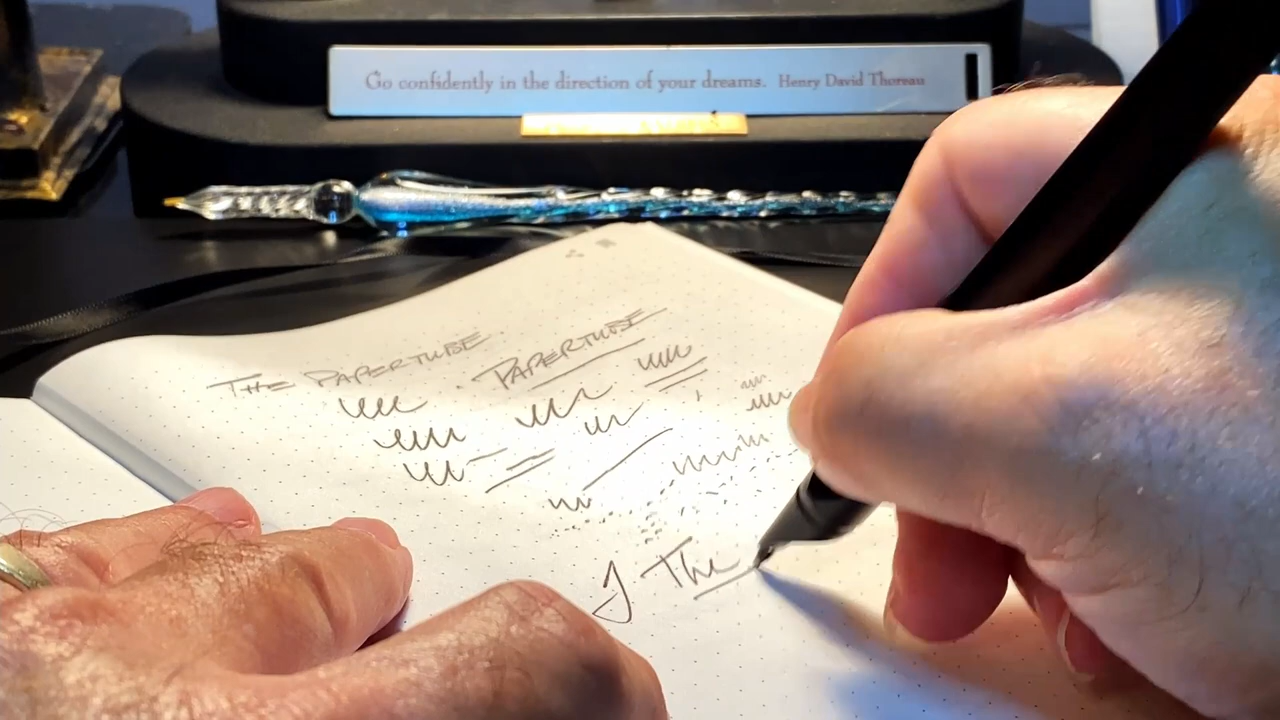 Go confidently in the direction of your dreams. Henry David Thoreau
THE PAPERTUBE PAPERTUBE
I The